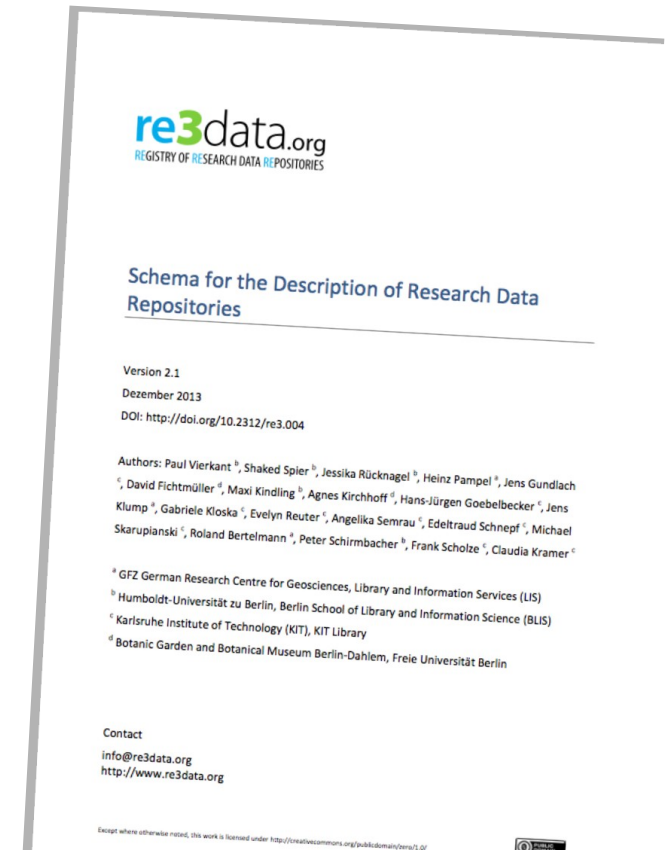 re3data.org
REGISTRY OF RESEARCH DATA REPOSITORIES
Schema for the Description of Research Data
Repositories
Version 2.1
Dezember 2013
DOI: http://doi.org/10.2312/re3.004
Authors: Paul Vierkant b, Shaked Spier b, Jessika Rücknagel b, Heinz Pampel a, Jens Gundlach
c, David Fichtmüller d, Maxi Kindling b, Agnes Kirchhoff d, Hans-Jürgen Goebelbecker c, Jens
Klump a, Gabriele Kloska c, Evelyn Reuter c, Angelika Semrau c, Edeltraud Schnepf c, Michael
Skarupianski c, Roland Bertelmann a, Peter Schirmbacher b, Frank Scholze c, Claudia Kramer c
a GFZ German Research Centre for Geosciences, Library and Information Services (LIS)
b Humboldt-Universität zu Berlin, Berlin School of Library and Information Science (BLIS)
c Karlsruhe Institute of Technology (KIT), KIT Library
d Botanic Garden and Botanical Museum Berlin-Dahlem, Freie Universität Berlin
Contact
info@re3data.org
http://www.re3data.org
Except where otherwise noted, this work is licensed under http://creativecommons.org/publicdomain/zero/1.0/
PUBLIC